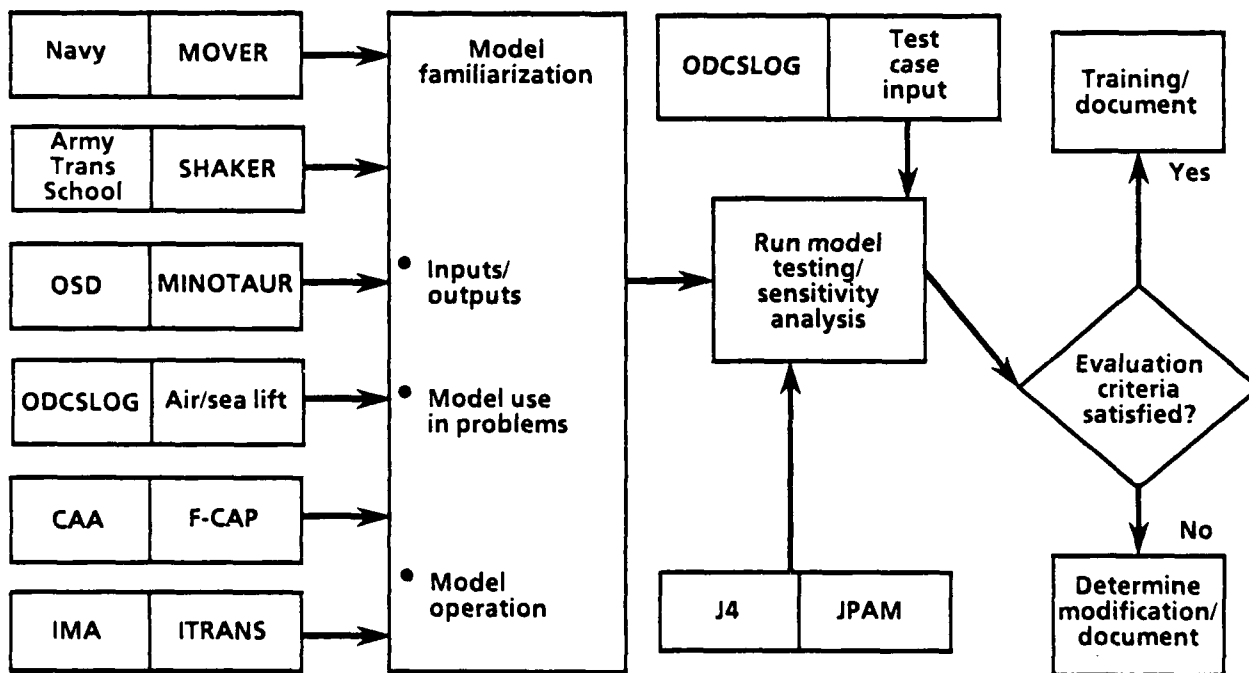 Navy
MOVER
Army
Trans
School
SHAKER
OSD
MINOTAUR
ODCSLOG
Air/sea lift
CAA
F-CAP
IMA
ITRANS
Model
familiarization
• Inputs/
outputs
• Model use
in problems
• Model
operation
ODCSLOG
Test
case
input
Run model
testing/
sensitivity
analysis
J4
JPAM
Training/
document
Yes
Evaluation
criteria
satisfied?
No
Determine
modification/
document